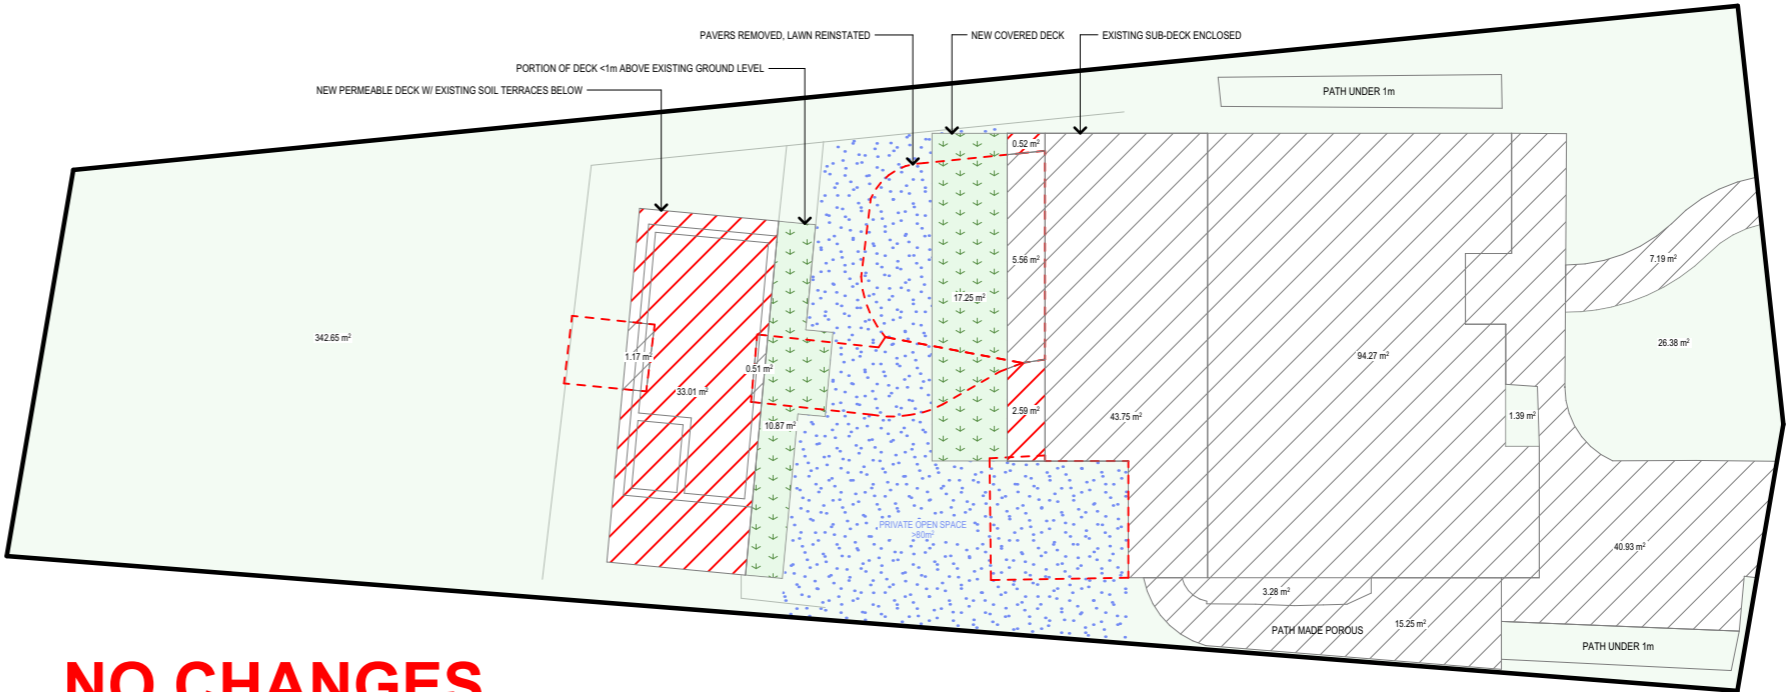 PAVERS REMOVED, LAWN REINSTATED
NEW COVERED DECK
EXISTING SUB-DECK ENCLOSED
PORTION OF DECK <1m ABOVE EXISTING GROUND LEVEL
NEW PERMEABLE DECK W/ EXISTING SOIL TERRACES BELOW
PATH UNDER 1m
0.52 m²
5.56 m²
7.19 m²
17.25 m²
342.65 m²
26.38 m²
1.17 m²
94.27 m²
0.51 m²
33.01 m²
2.59 m²
43.75 m²
1.39 m²
10.87 m²
PRIVATE OPEN SPACE
>80m²
40.93 m²
3.28 m²
PATH MADE POROUS
15.25 m²
PATH UNDER 1m
NO CHANGES